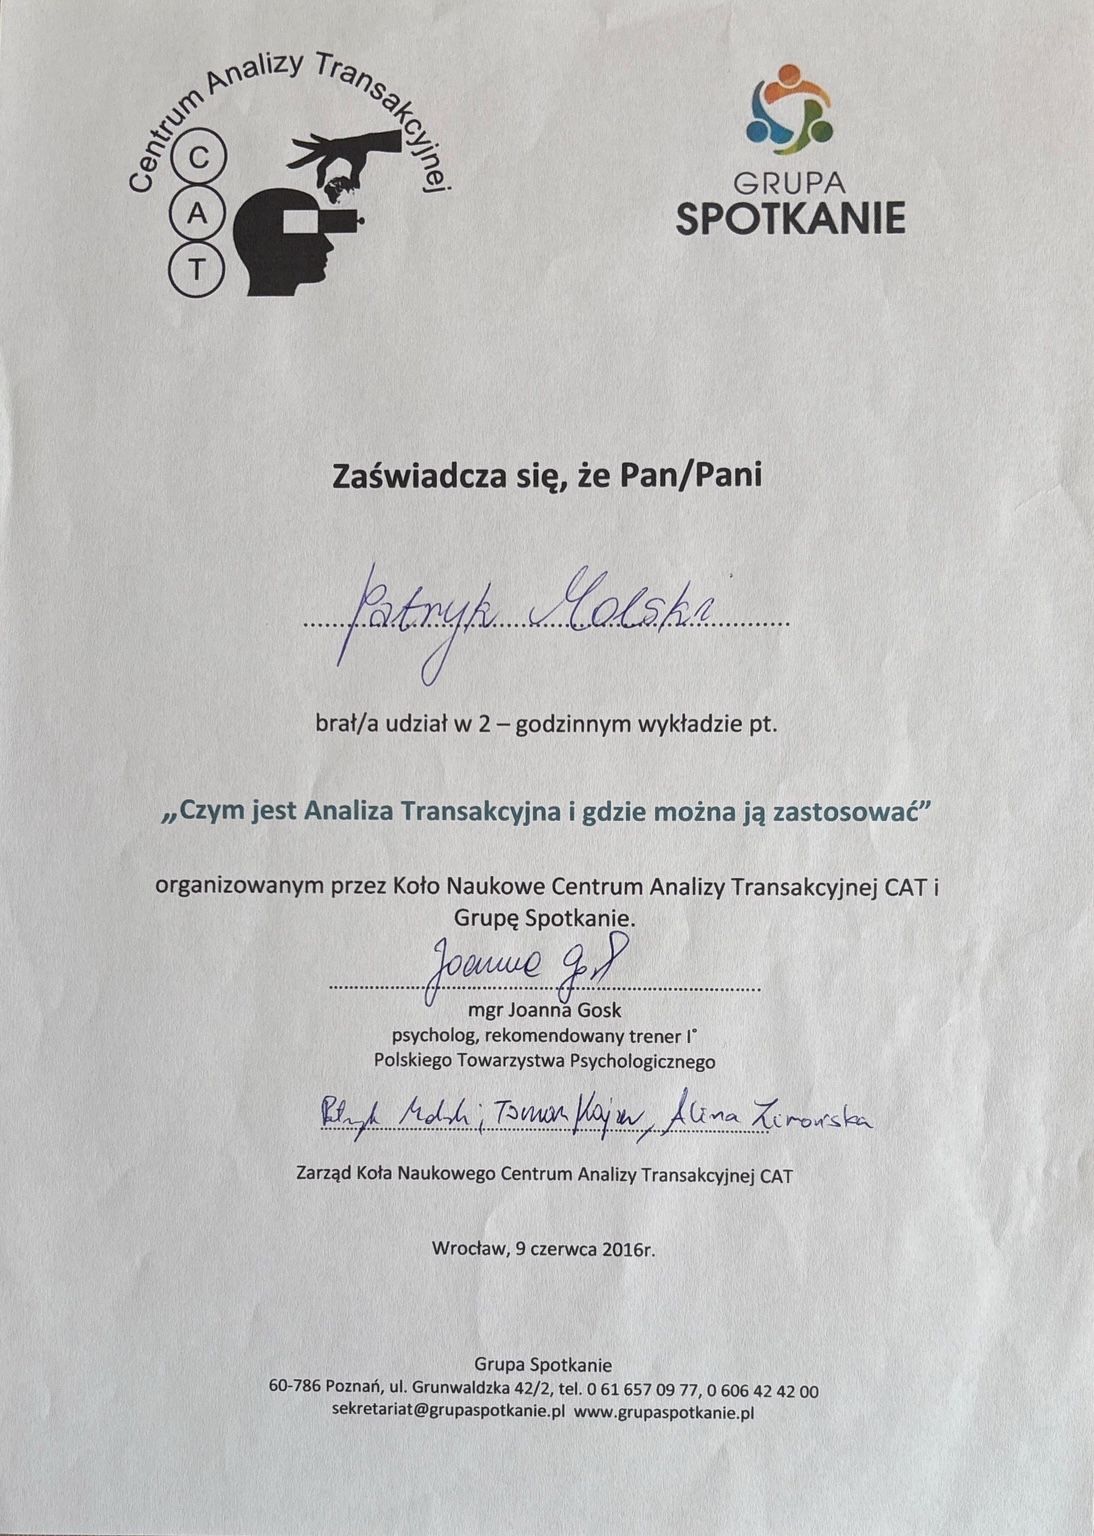 Centrum Analizy Transakcyjnej
C
A
T
GRUPA
SPOTKANIE
Zaświadcza się, że Pan/Pani
Patryk Molski
brał/a udział w 2 – godzinnym wykładzie pt.
„Czym jest Analiza Transakcyjna i gdzie można ją zastosować”
organizowanym przez Koło Naukowe Centrum Analizy Transakcyjnej CAT i
Grupę Spotkanie.
Joanna Gosk
mgr Joanna Gosk
psycholog, rekomendowany trener I°
Polskiego Towarzystwa Psychologicznego
Patryk Molski; Alina
Zarząd Koła Naukowego Centrum Analizy Transakcyjnej CAT
Wrocław, 9 czerwca 2016r.
Grupa Spotkanie
60-786 Poznań, ul. Grunwaldzka 42/2, tel. 0 61 657 09 77, 0 606 42 42 00
sekretariat@grupaspotkanie.pl www.grupaspotkanie.pl